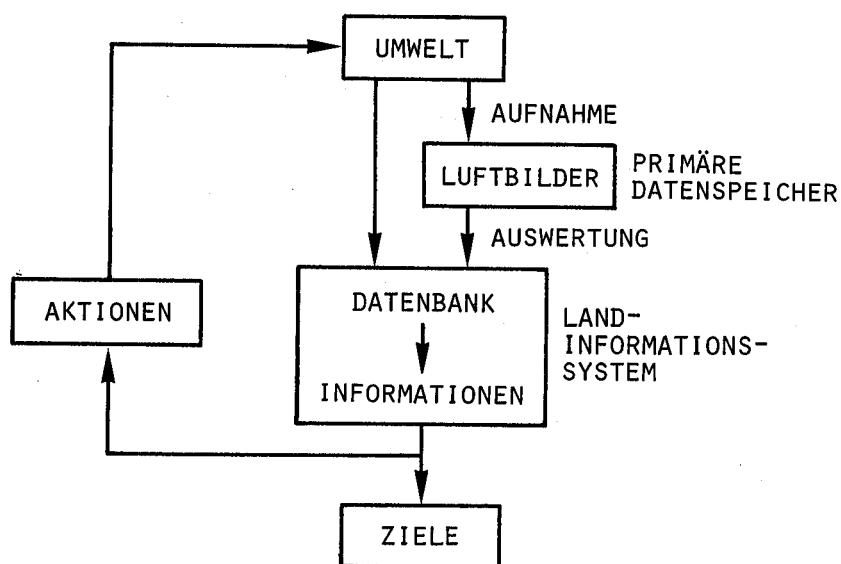 UMWELT
AUFNAHME
LUFTBILDER
PRIMÄRE
DATENSPEICHER
AUSWERTUNG
AKTIONEN
DATENBANK
INFORMATIONEN
LAND-
INFORMATIONS-
SYSTEM
ZIELE